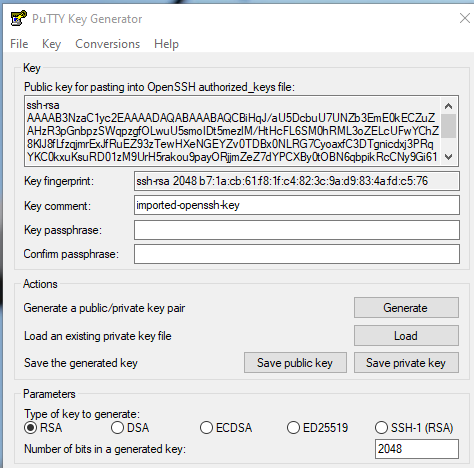 PuTTY Key Generator
File Key Conversions Help
Key
Public key for pasting into OpenSSH authorized_keys file:
ssh-rsa
AAAAB3NzaC1yc2EAAAADAQABAAABAQCBiHqJ/aU5DcbuU7UNZb3EmE0kECZuZ
AHzR3pGnbpzSWqpzgfOLwuU5smoIDt5mezIM/HtHcFL6SM0hRML3oZELcUFwYChZ
8KlJ8fLfzqjmrExJfRuEZ93zTewHXeNGEYZv0TDBx0NLRG7CyoaxfC3DTgnicdxj3PRq
YKC0kxuKsuRD01zM9UrH5rakou9payORjjmZeZ7dYPCXBy0tOBN6qbpikRcCNy9Gi61
Key fingerprint: ssh-rsa 2048 b7:1a:cb:61:f8:1f:c4:82:3c:9a:d9:83:4a:fd:c5:76
Key comment: imported-openssh-key
Key passphrase:
Confirm passphrase:
Actions
Generate a public/private key pair Generate
Load an existing private key file Load
Save the generated key Save public key Save private key
Parameters
Type of key to generate:
RSA DSA ECDSA ED25519 SSH-1 (RSA)
Number of bits in a generated key: 2048